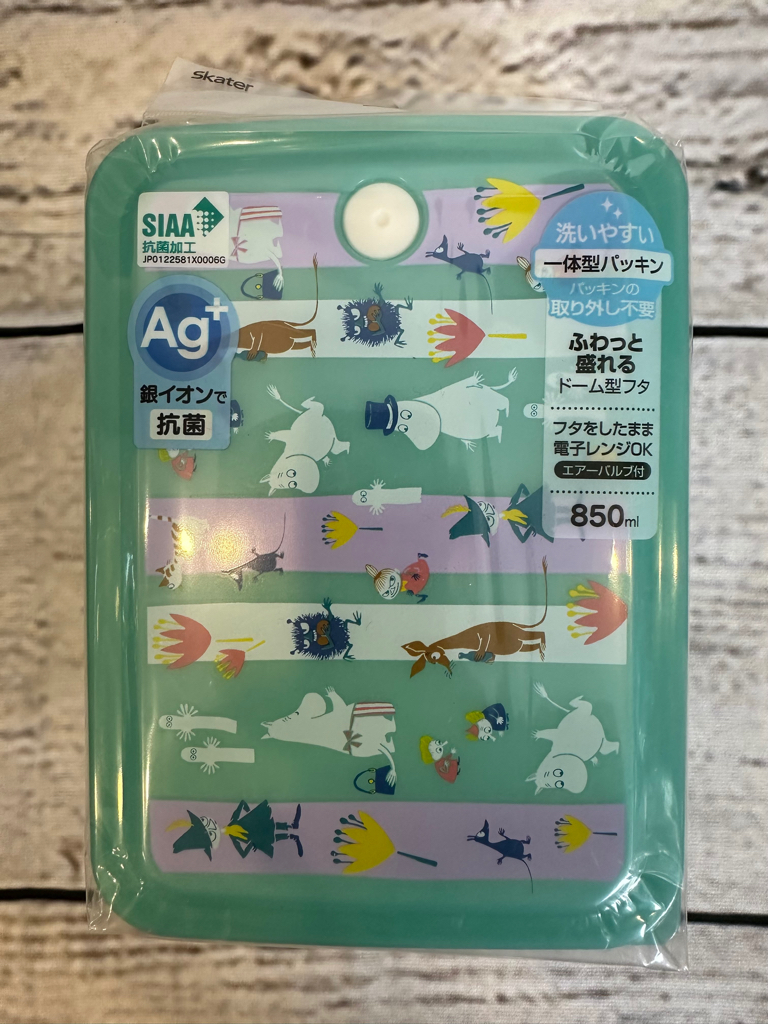 skater
SIAA
抗菌加工
JP0122581X0006G
Ag+
銀イオンで
抗菌
洗いやすい
一体型パッキン
パッキンの
取り外し不要
ふわっと
盛れる
ドーム型フタ
フタをしたまま
電子レンジOK
エアーバルブ付
850ml